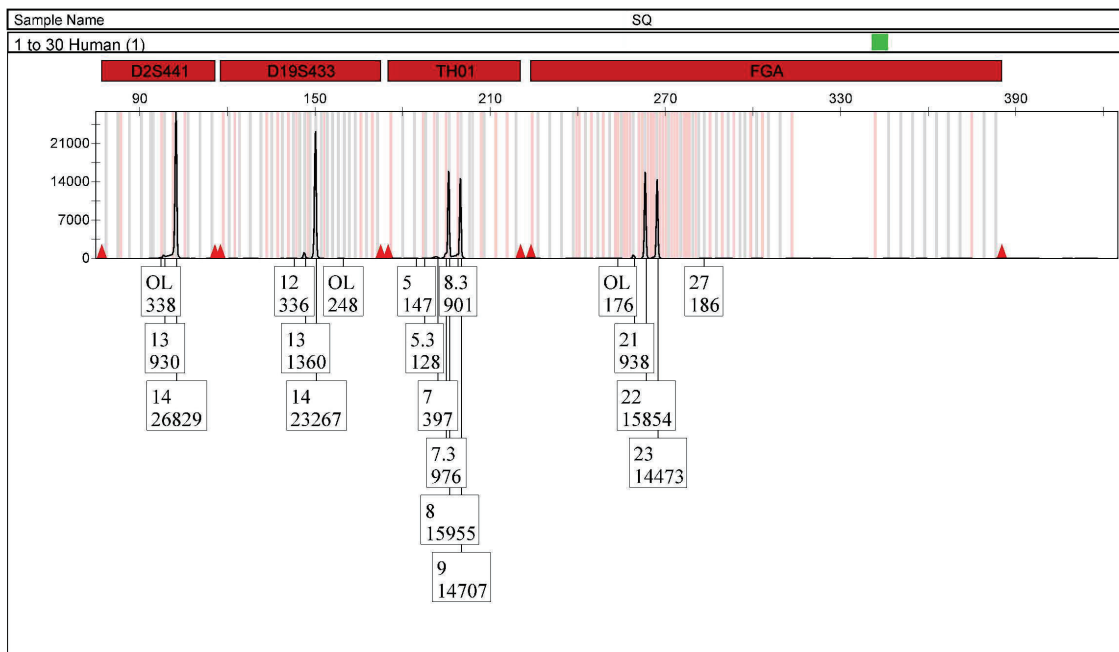 Sample Name SQ
1 to 30 Human (1)
D2S441 D19S433 TH01 FGA
90 150 210 270 330 390
21000
14000
7000
0
OL 12 OL 5 8.3 OL 27
338 336 248 147 901 176 186
13 13 5.3 21
930 1360 128 938
14 14 7 22
26829 23267 397 15854
7.3 23
976 14473
8
15955
9
14707